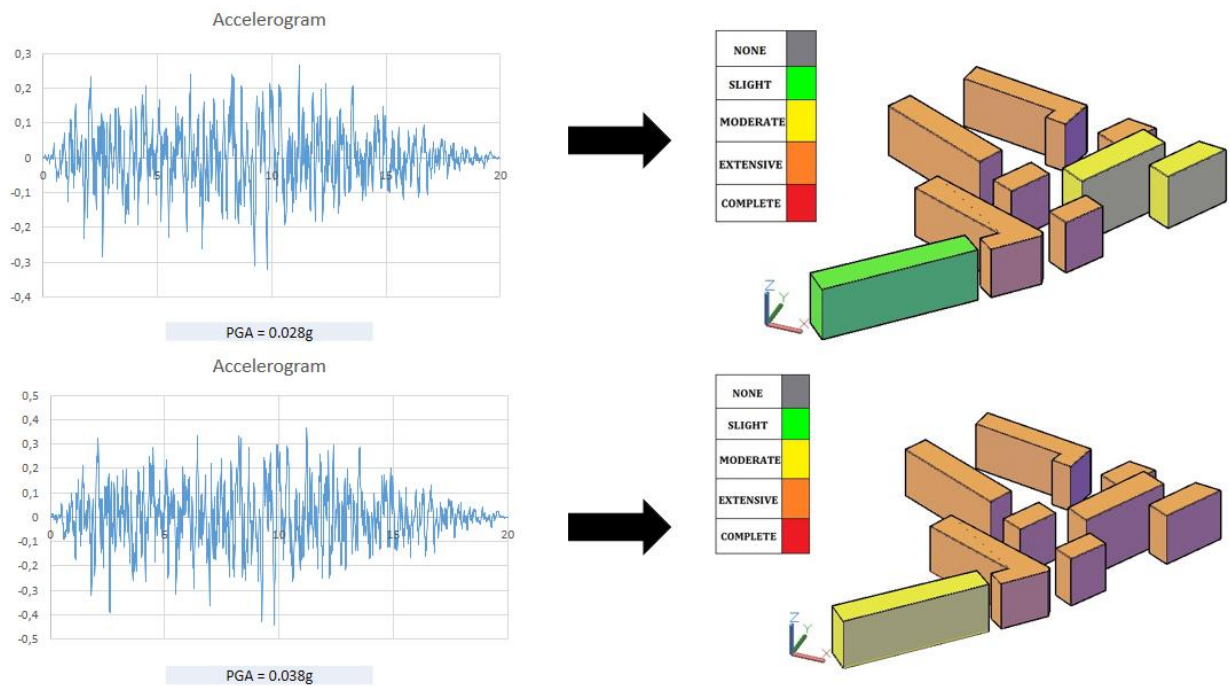 Accelerogram
0,3
0,2
0,1
0
-0,1
-0,2
-0,3
-0,4
0
5
10
15
20
PGA = 0.028g
NONE
SLIGHT
MODERATE
EXTENSIVE
COMPLETE
Z
Y
X
Accelerogram
0,5
0,4
0,3
0,2
0,1
0
-0,1
-0,2
-0,3
-0,4
-0,5
0
5
10
15
20
PGA = 0.038g
NONE
SLIGHT
MODERATE
EXTENSIVE
COMPLETE
Z
Y
X